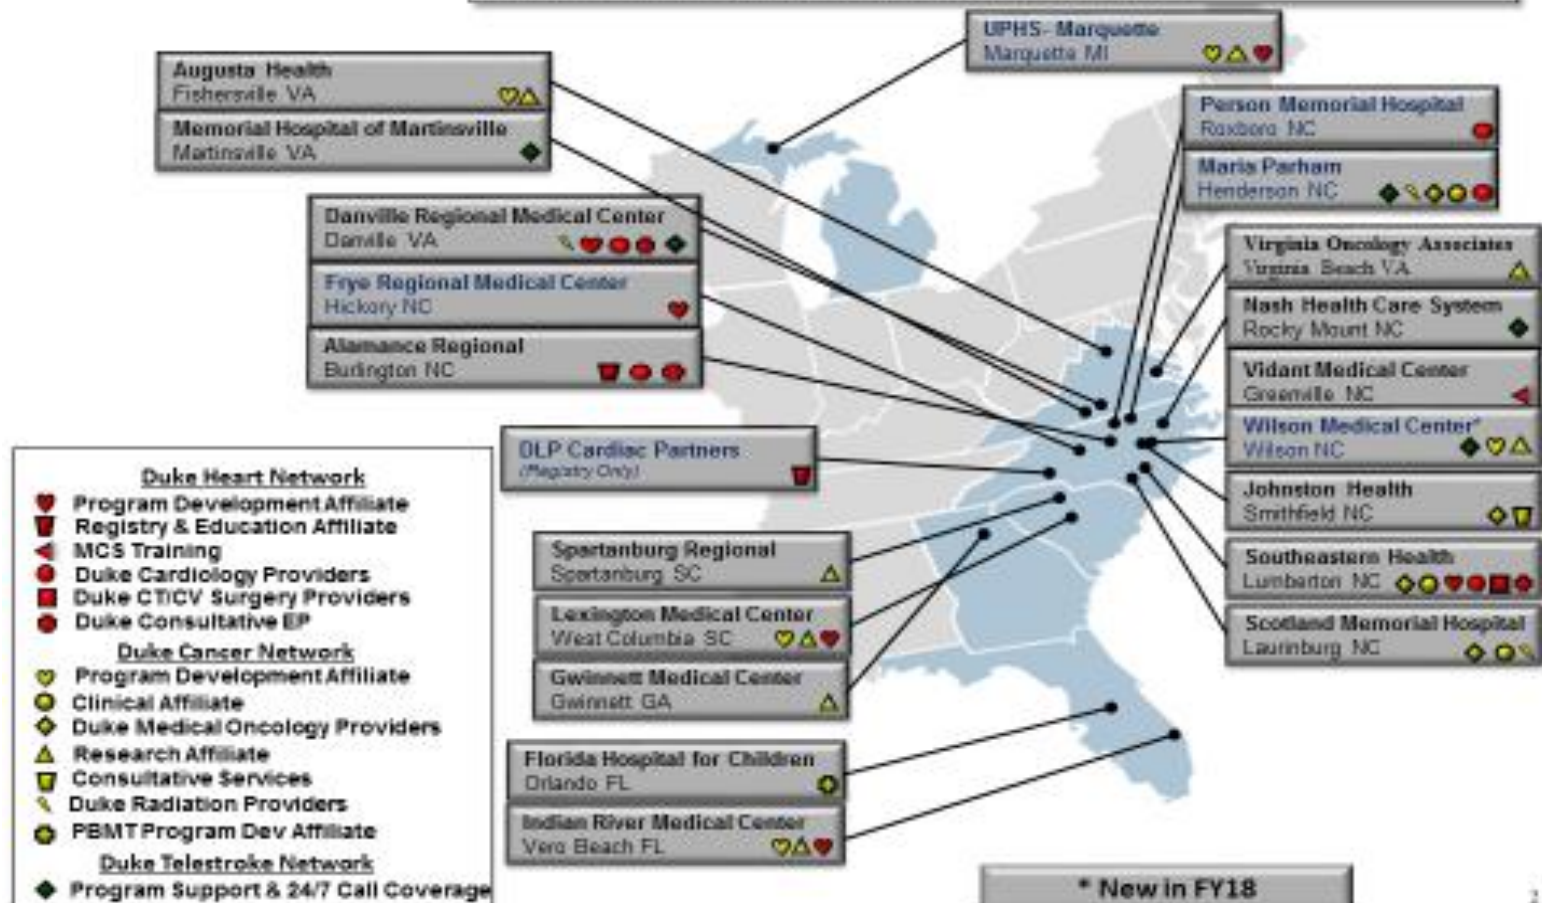 UPHS- Marquette
Marquette MI
Augusta Health
Fishersville VA
Memorial Hospital of Martinsville
Martinsville VA
Person Memorial Hospital
Roxboro NC
Maria Parham
Henderson NC
Danville Regional Medical Center
Danville VA
Frye Regional Medical Center
Hickory NC
Alamance Regional
Burlington NC
Virginia Oncology Associates
Virginia Beach VA
Nash Health Care System
Rocky Mount NC
Vidant Medical Center
Greenville NC
Wilson Medical Center*
Wilson NC
Johnston Health
Smithfield NC
Southeastern Health
Lumberton NC
Scotland Memorial Hospital
Laurinburg NC
DLP Cardiac Partners
(Registry Only)
Spartanburg Regional
Spartanburg SC
Lexington Medical Center
West Columbia SC
Gwinnett Medical Center
Gwinnett GA
Florida Hospital for Children
Orlando FL
Indian River Medical Center
Vero Beach FL
Duke Heart Network
Program Development Affiliate
Registry & Education Affiliate
MCS Training
Duke Cardiology Providers
Duke CT/CV Surgery Providers
Duke Consultative EP
Duke Cancer Network
Program Development Affiliate
Clinical Affiliate
Duke Medical Oncology Providers
Research Affiliate
Consultative Services
Duke Radiation Providers
PBMT Program Dev Affiliate
Duke Telestroke Network
Program Support & 24/7 Call Coverage
* New in FY18